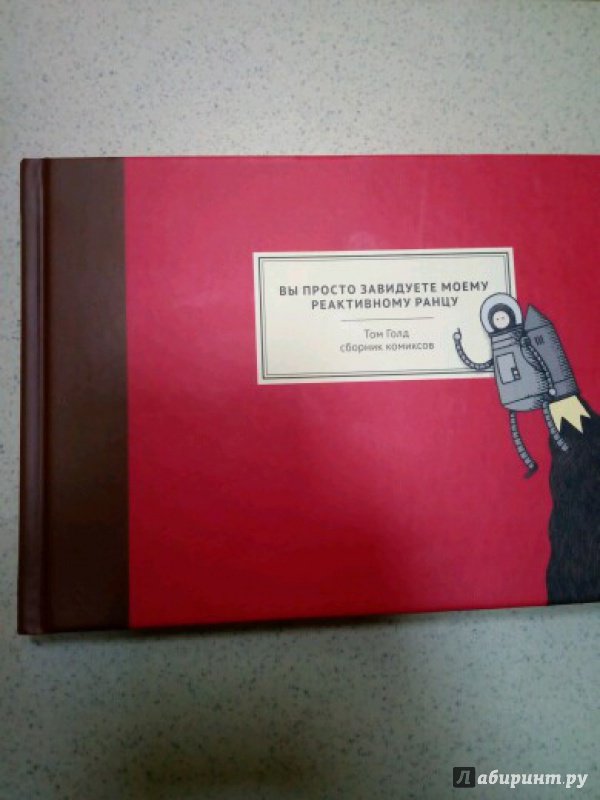 ВЫ ПРОСТО ЗАВИДУЕТЕ МОЕМУ
РЕАКТИВНОМУ РАНЦУ
Том Голд
сборник комиксов
Лабиринт.ру